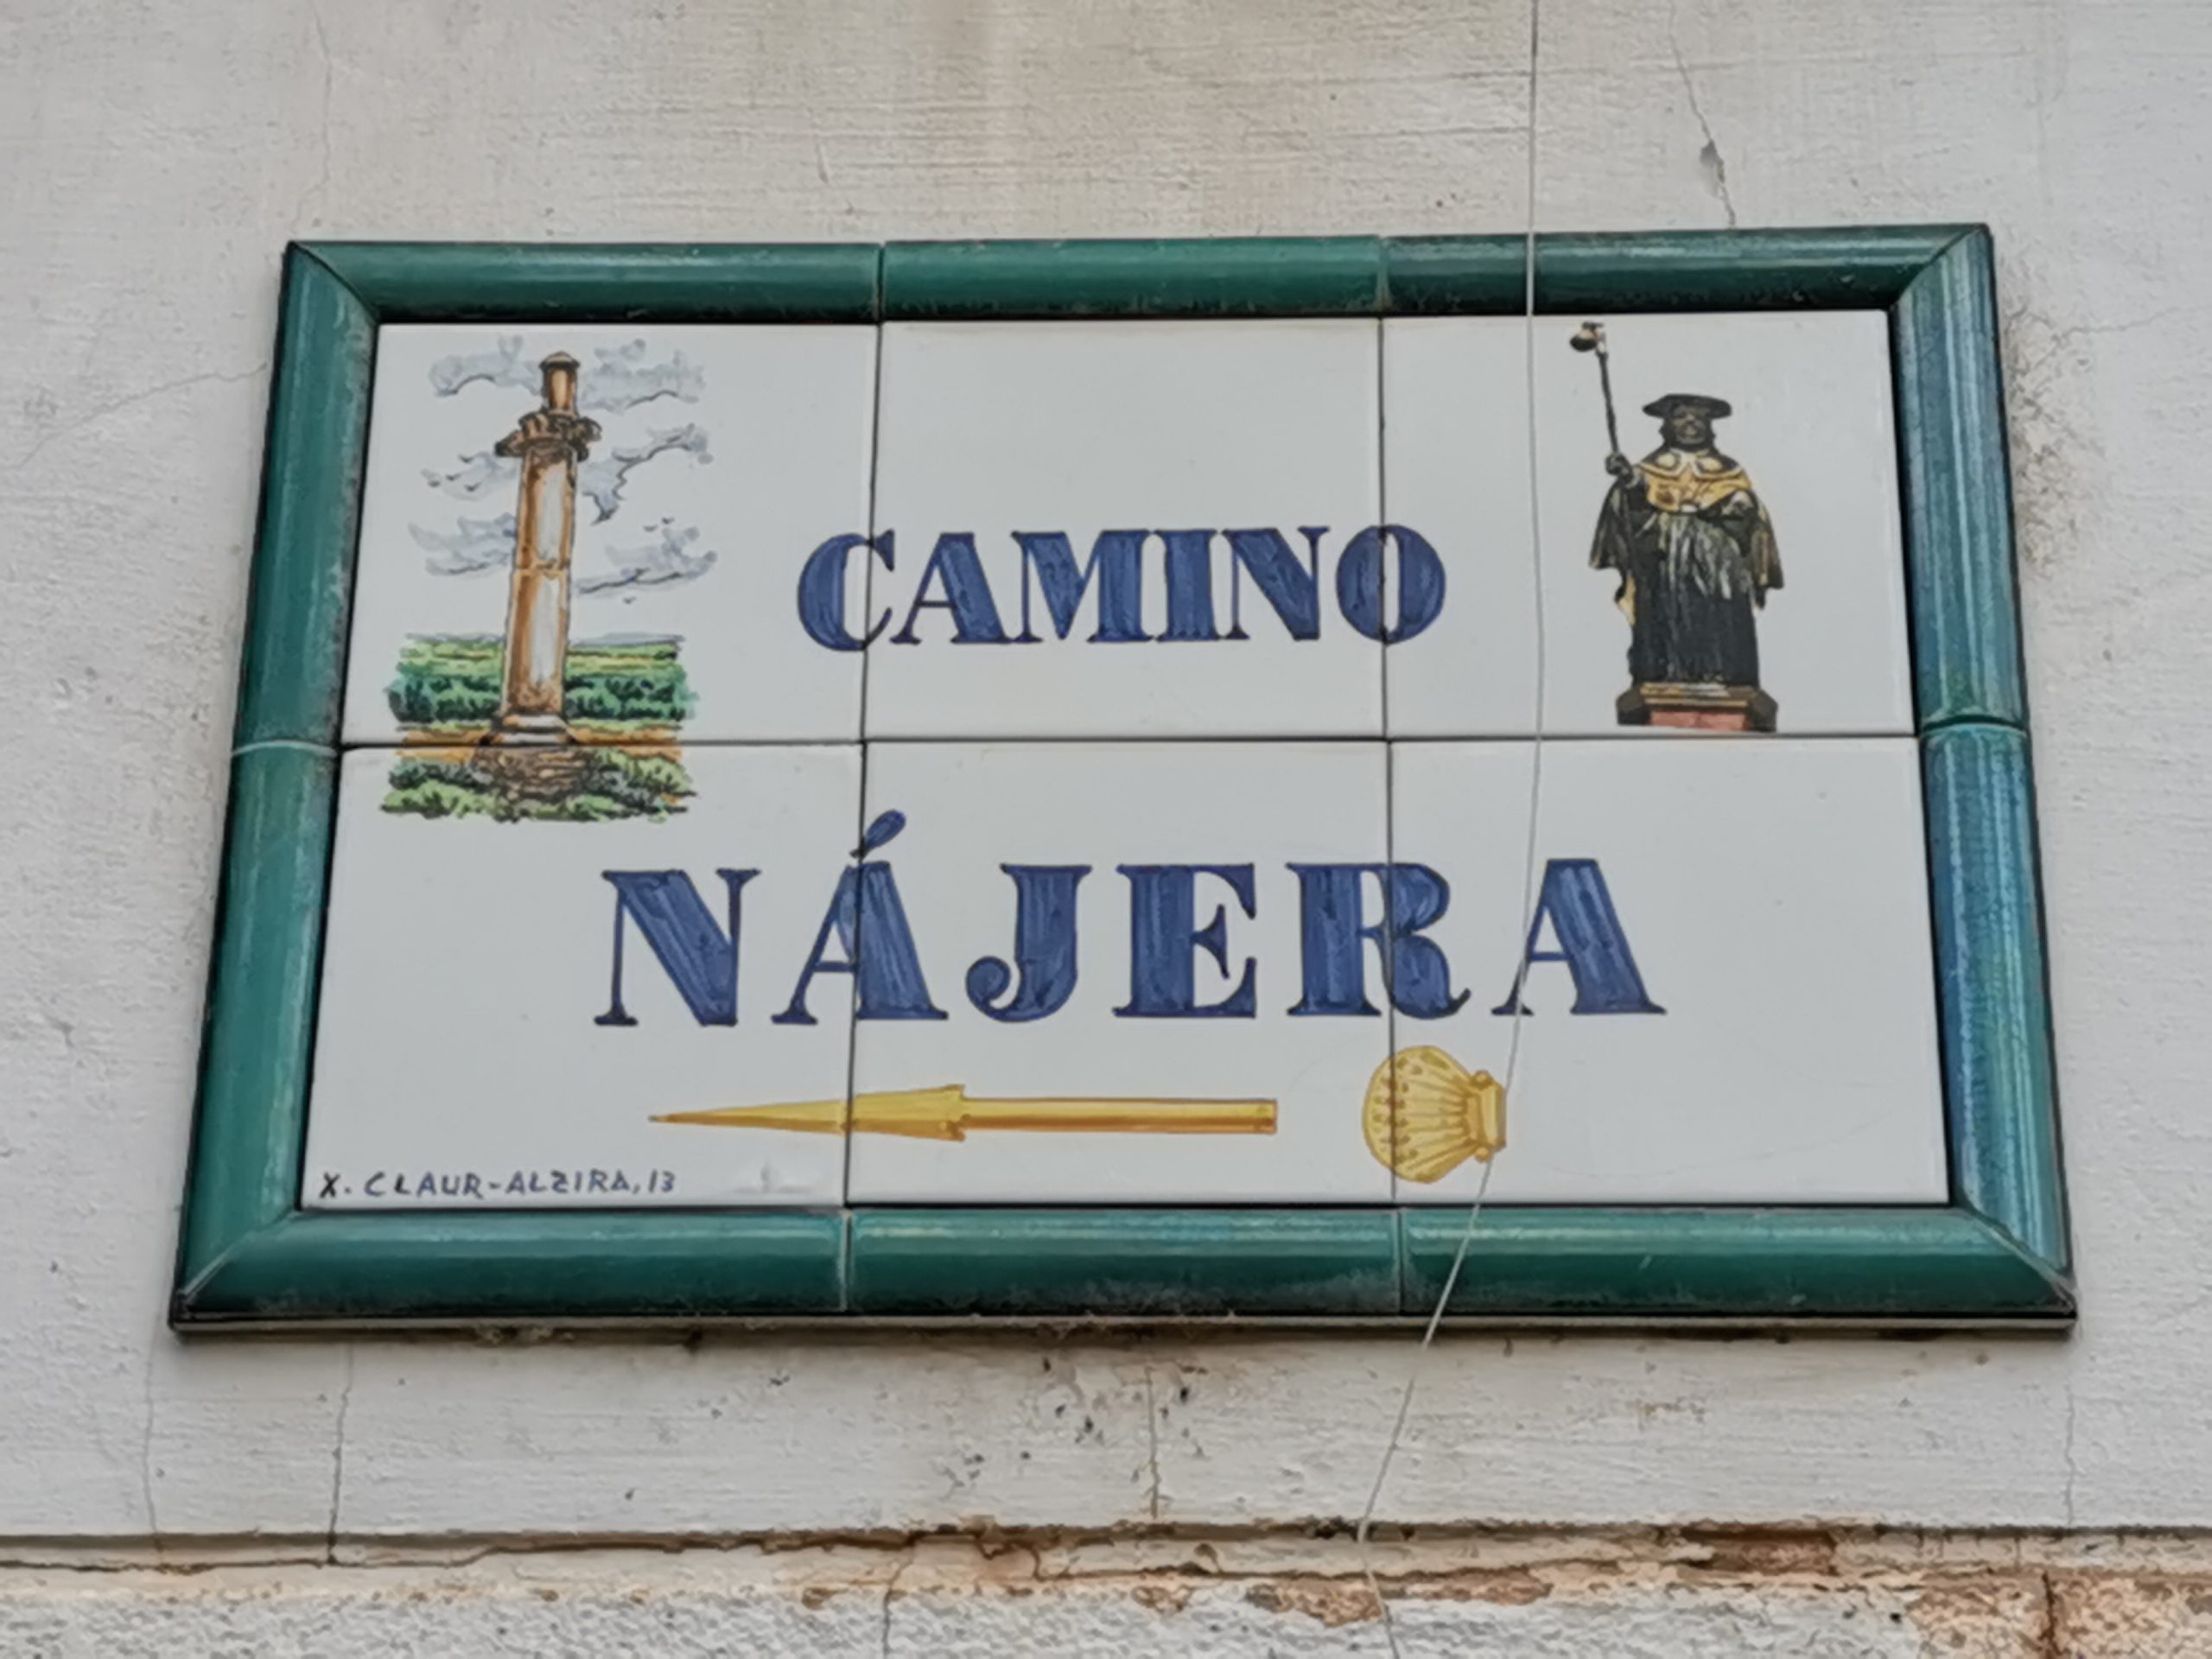 CAMINO
NÁJERA
X. CLAUR-ALZIRA, 13